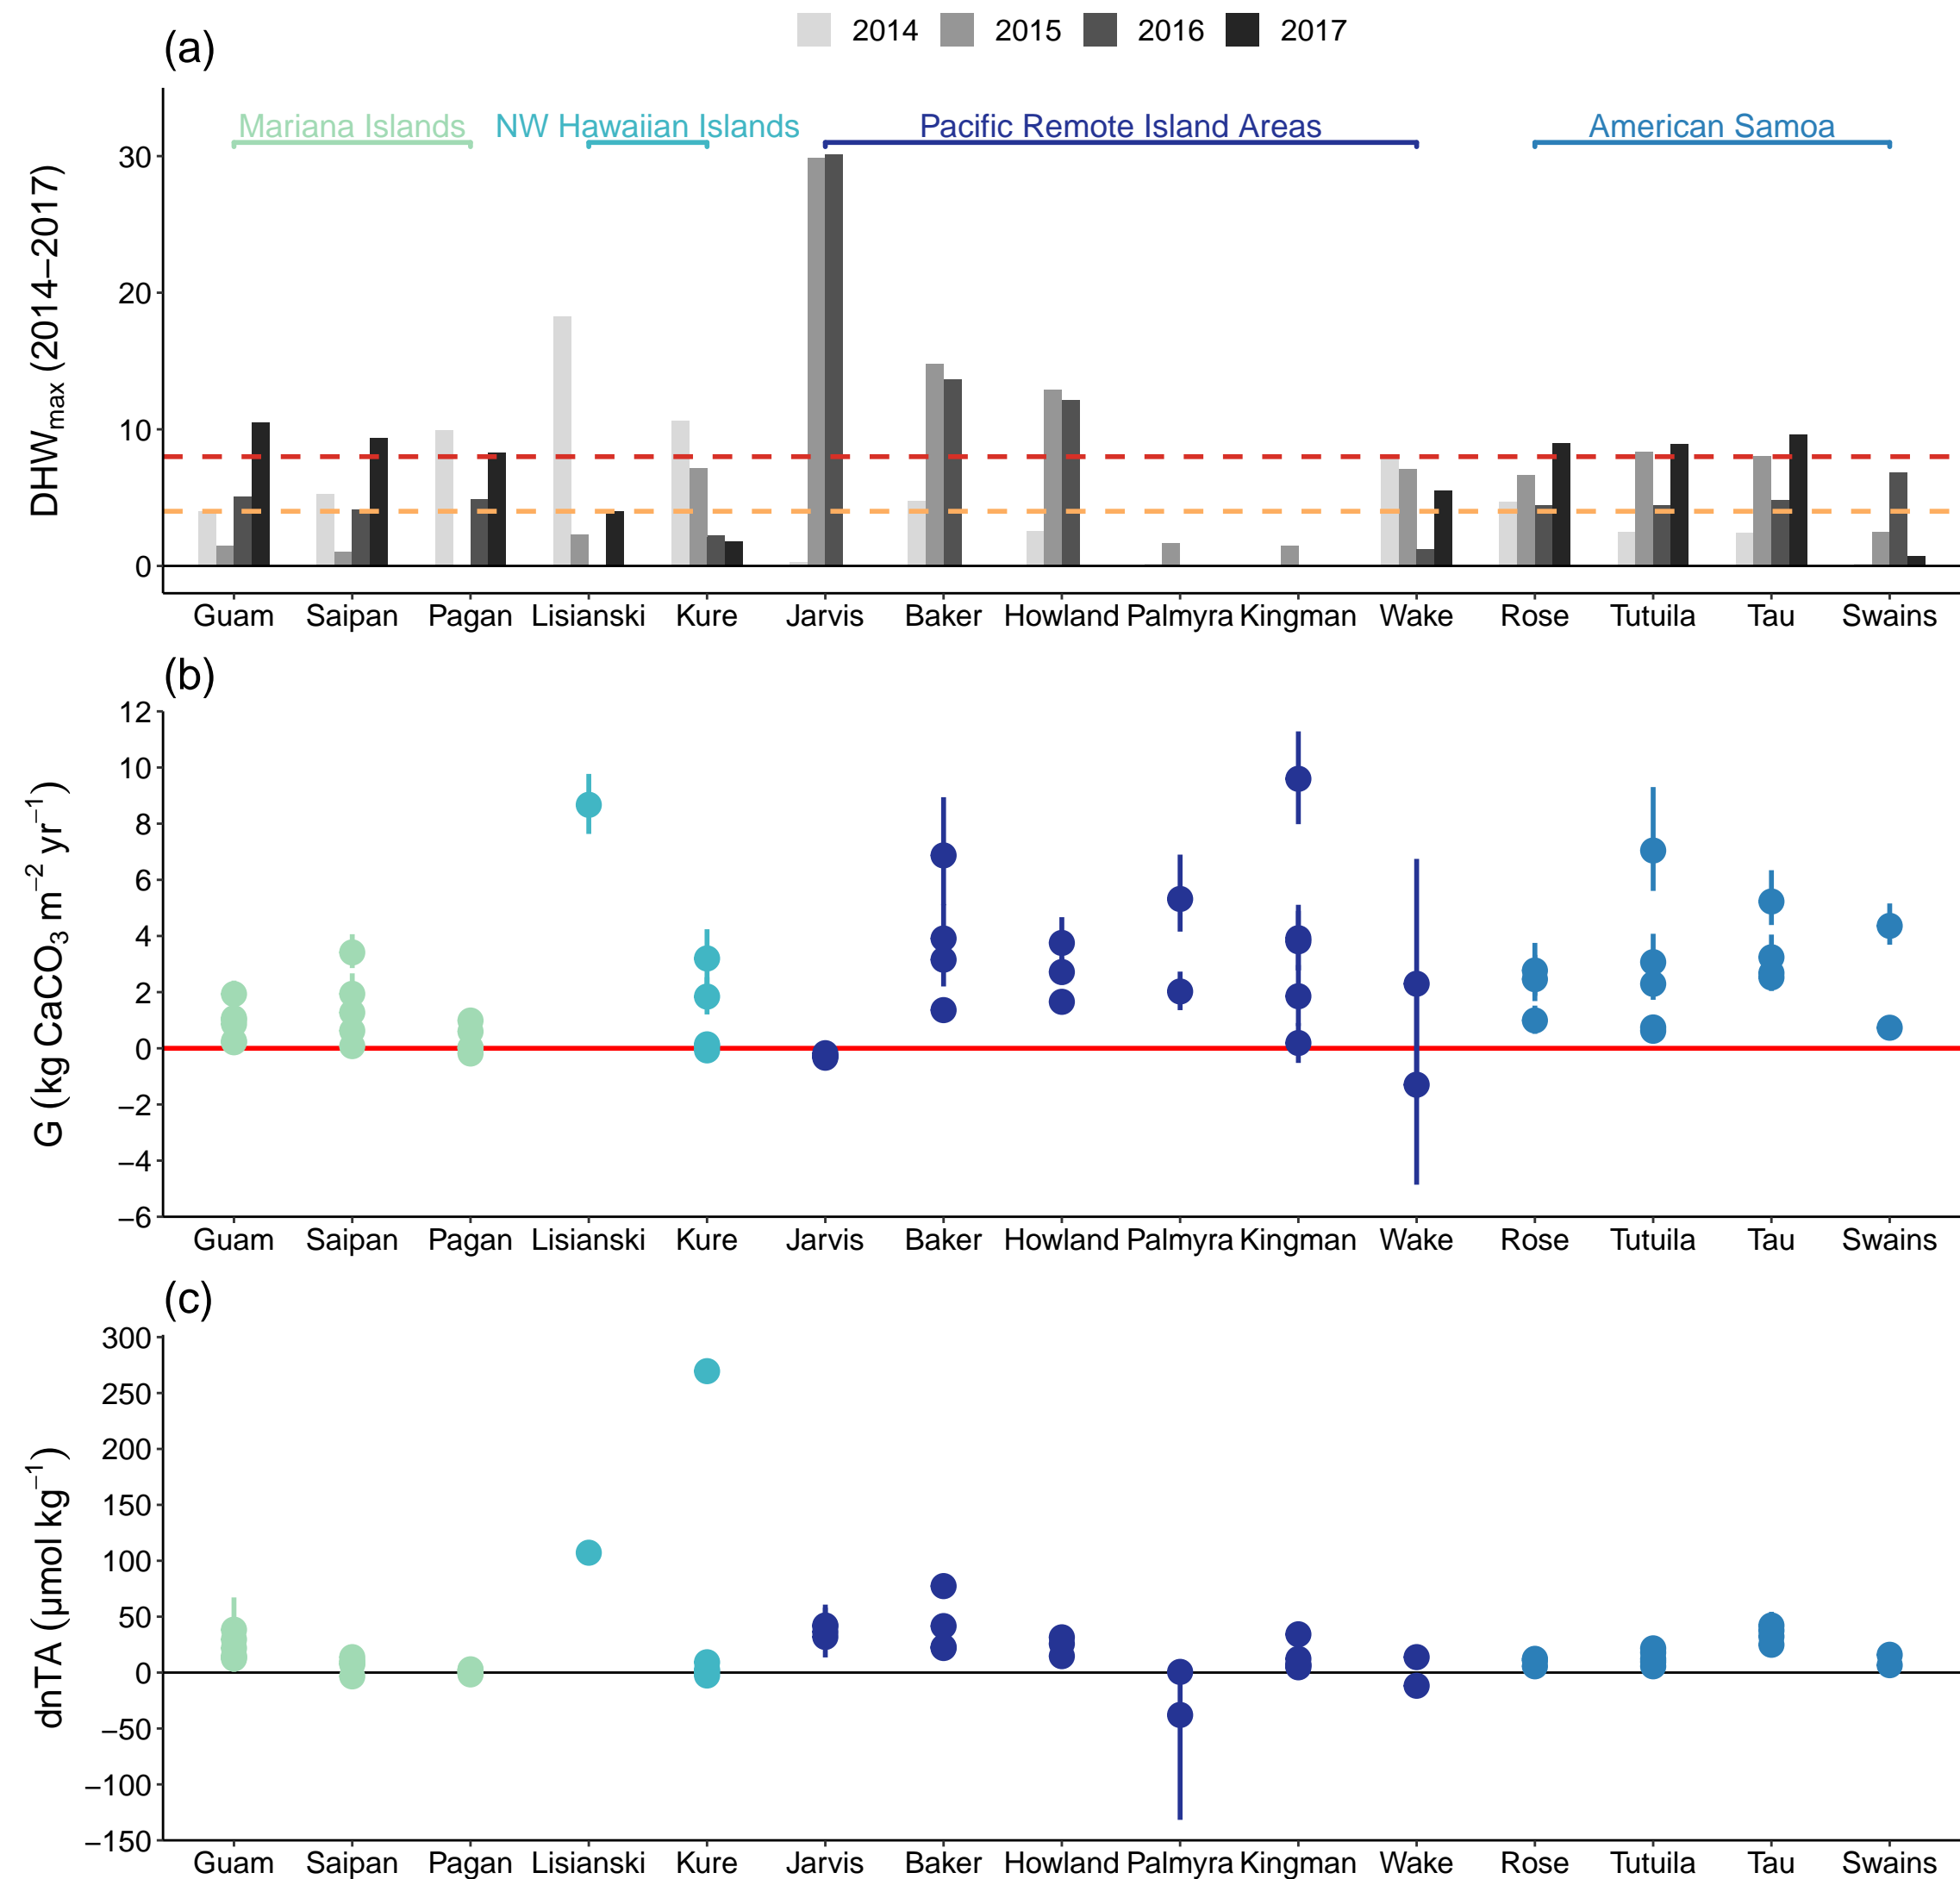 (a)
2014 2015 2016 2017
Mariana Islands NW Hawaiian Islands Pacific Remote Island Areas American Samoa
DHWmax (2014–2017)
30
20
10
0
Guam Saipan Pagan Lisianski Kure Jarvis Baker Howland Palmyra Kingman Wake Rose Tutuila Tau Swains
(b)
G (kg CaCO₃ m⁻² yr⁻¹)
12
10
8
6
4
2
0
−2
−4
−6
Guam Saipan Pagan Lisianski Kure Jarvis Baker Howland Palmyra Kingman Wake Rose Tutuila Tau Swains
(c)
dnTA (µmol kg⁻¹)
300
250
200
150
100
50
0
−50
−100
−150
Guam Saipan Pagan Lisianski Kure Jarvis Baker Howland Palmyra Kingman Wake Rose Tutuila Tau Swains